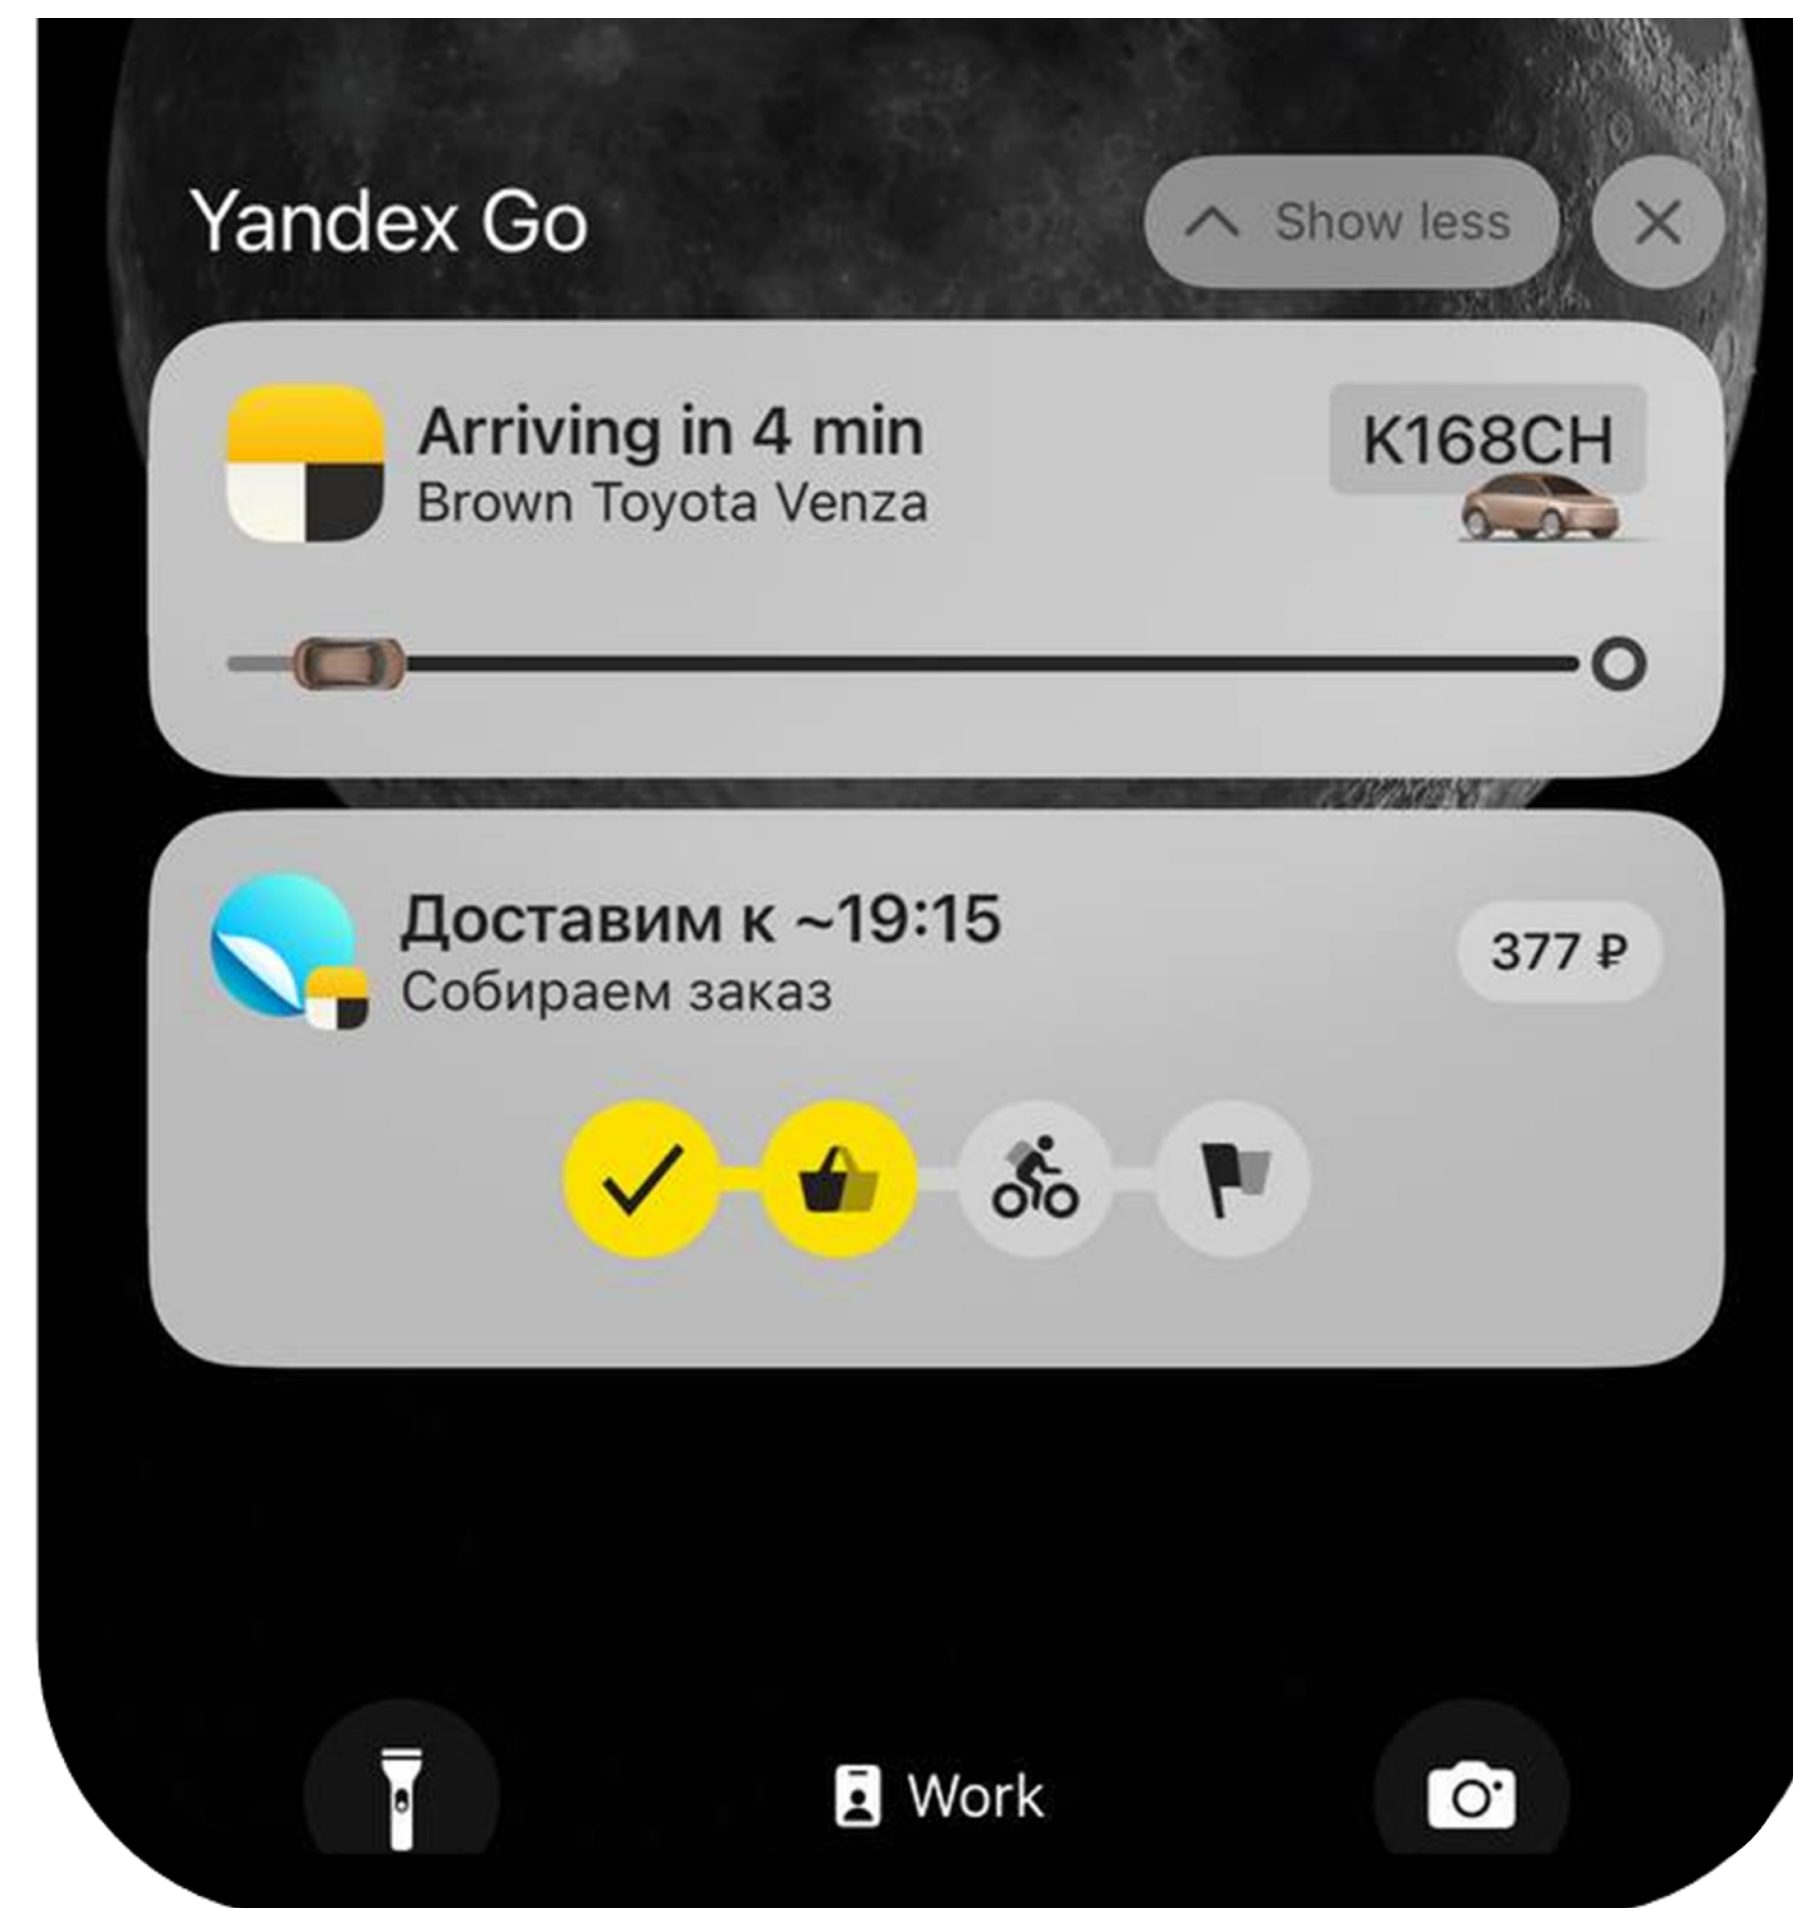 Yandex Go
Show less
Arriving in 4 min
K168CH
Brown Toyota Venza
Доставим к ~19:15
377 ₽
Собираем заказ
Work